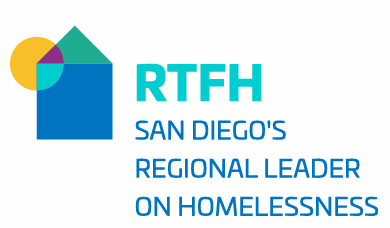 RTFH
SAN DIEGO'S
REGIONAL LEADER
ON HOMELESSNESS